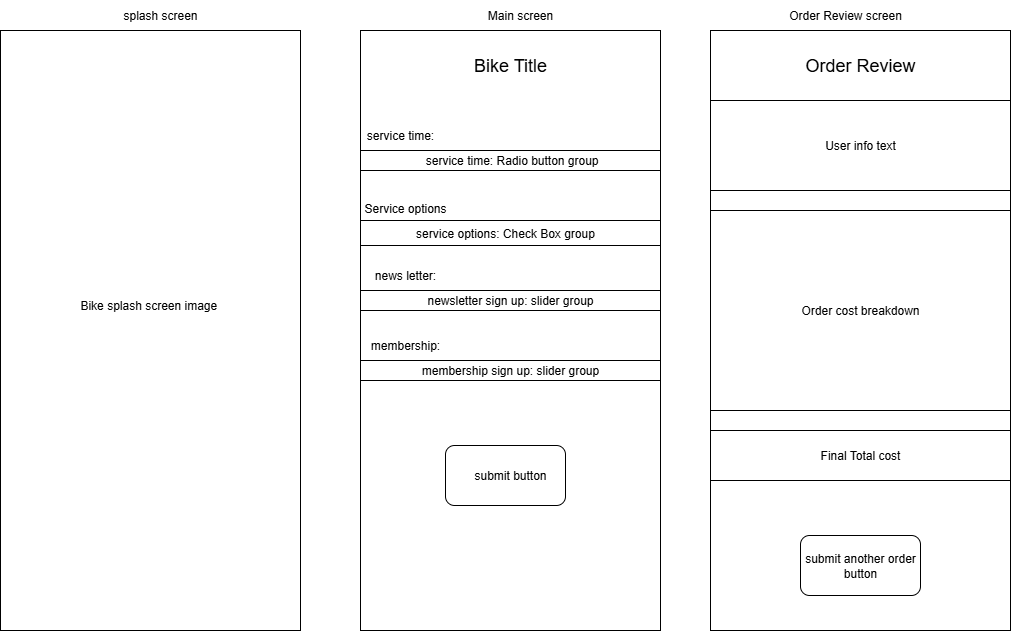 splash screen
Bike splash screen image
Main screen
Bike Title
service time:
service time: Radio button group
Service options
service options: Check Box group
news letter:
newsletter sign up: slider group
membership:
membership sign up: slider group
submit button
Order Review screen
Order Review
User info text
Order cost breakdown
Final Total cost
submit another order
button